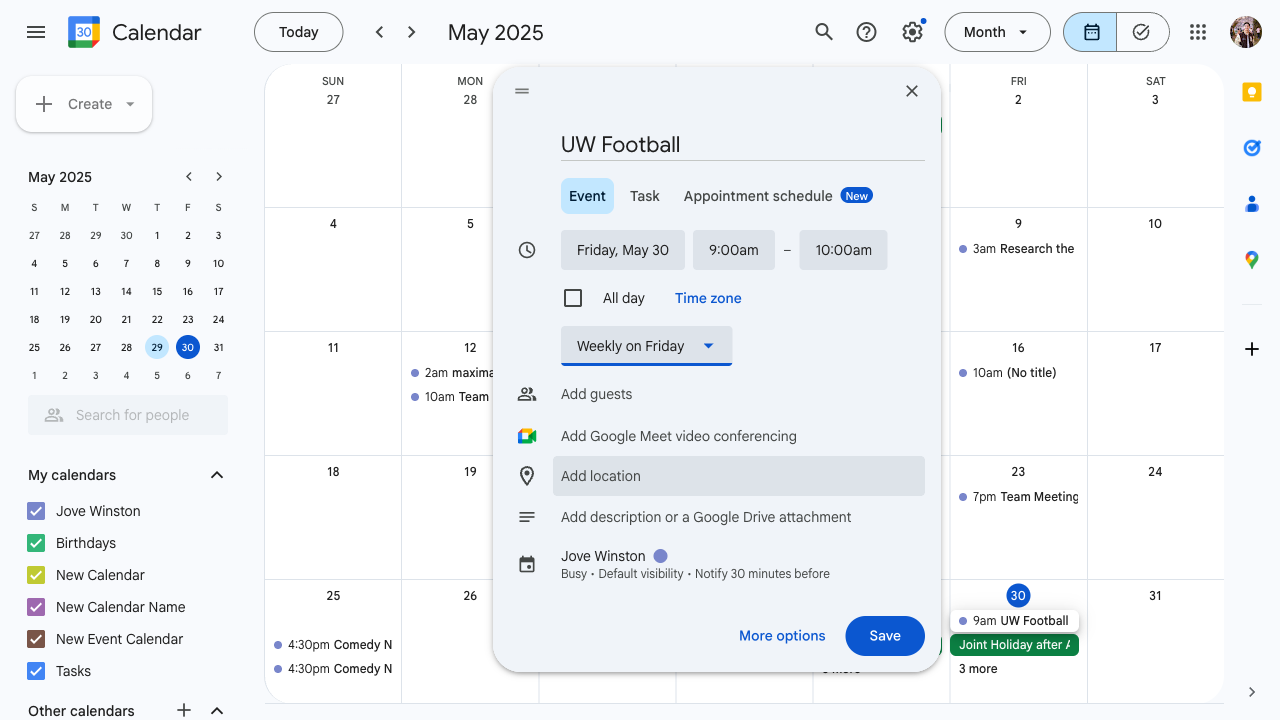 30 Calendar
Today
May 2025
Month
Create
May 2025
S M T W T F S
27 28 29 30 1 2 3
4 5 6 7 8 9 10
11 12 13 14 15 16 17
18 19 20 21 22 23 24
25 26 27 28 29 30 31
1 2 3 4 5 6 7
Search for people
My calendars
Jove Winston
Birthdays
New Calendar
New Calendar Name
New Event Calendar
Tasks
Other calendars
SUN MON FRI SAT
27 28 2 3
4 5 9 10
3am Research the
11 12 16 17
2am maxima
10am Team
10am (No title)
18 19 23 24
7pm Team Meeting
25 26 30 31
4:30pm Comedy N
4:30pm Comedy N
9am UW Football
Joint Holiday after
3 more
UW Football
Event Task Appointment schedule New
Friday, May 30 9:00am – 10:00am
All day Time zone
Weekly on Friday
Add guests
Add Google Meet video conferencing
Add location
Add description or a Google Drive attachment
Jove Winston
Busy • Default visibility • Notify 30 minutes before
More options Save